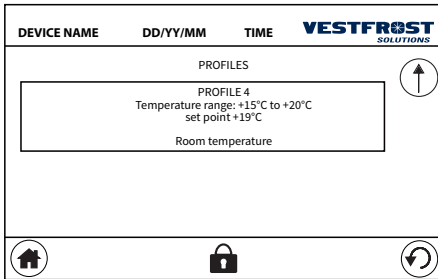 DEVICE NAME DD/YY/MM TIME VESTFROST
SOLUTIONS
PROFILES
PROFILE 4
Temperature range: +15°C to +20°C
set point +19°C
Room temperature